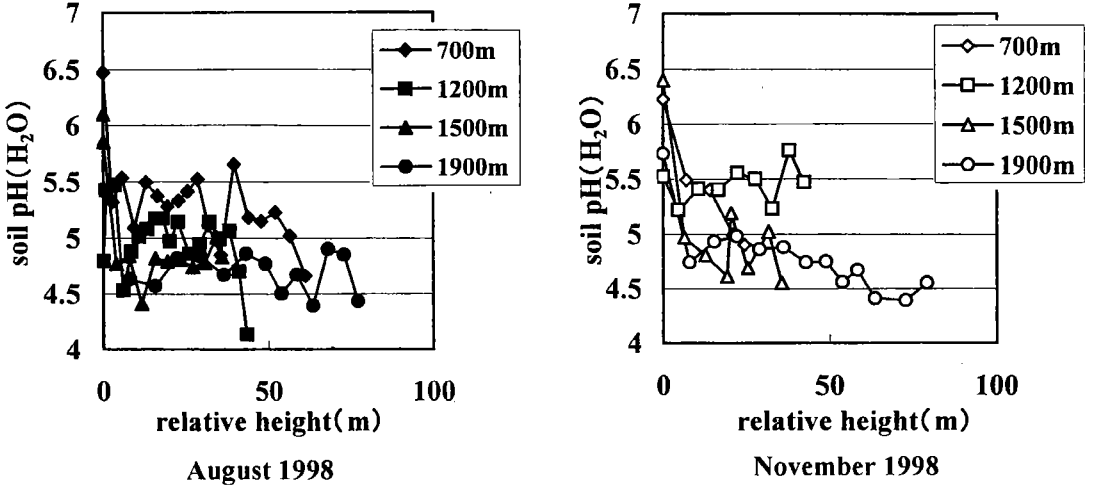 7
6.5
6
5.5
5
4.5
4
soil pH(H₂O)
0
50
100
relative height(m)
700m
1200m
1500m
1900m
August 1998
7
6.5
6
5.5
5
4.5
4
soil pH(H₂O)
0
50
100
relative height(m)
700m
1200m
1500m
1900m
November 1998